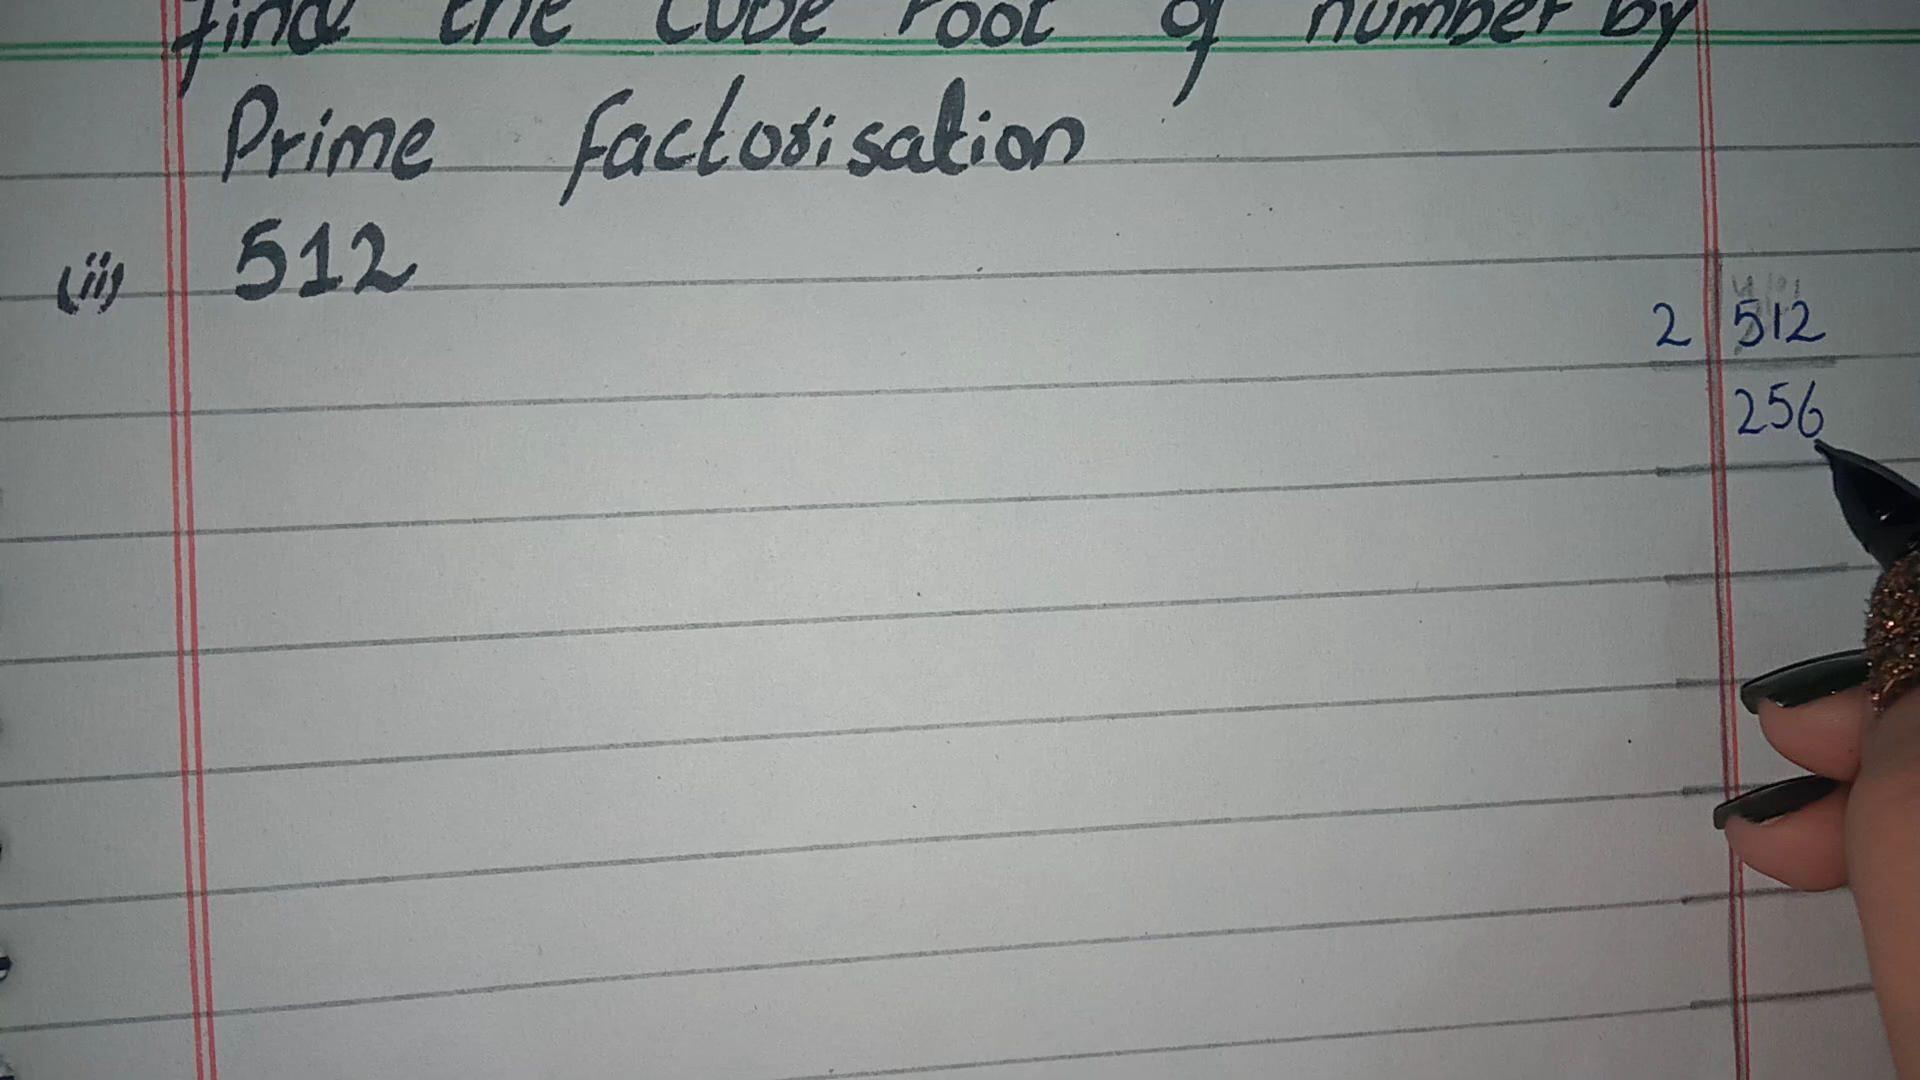 find the cube root of number by
Prime factorisation
(ii) 512
2 512
256